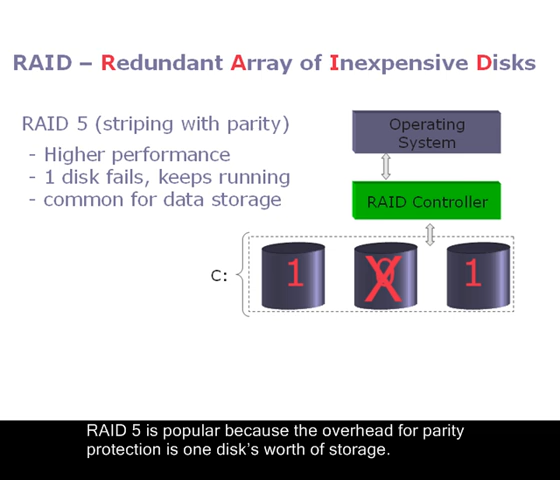 RAID – Redundant Array of Inexpensive Disks
RAID 5 (striping with parity)
- Higher performance
- 1 disk fails, keeps running
- common for data storage
Operating
System
RAID Controller
C:
1 0 1
RAID 5 is popular because the overhead for parity
protection is one disk's worth of storage.